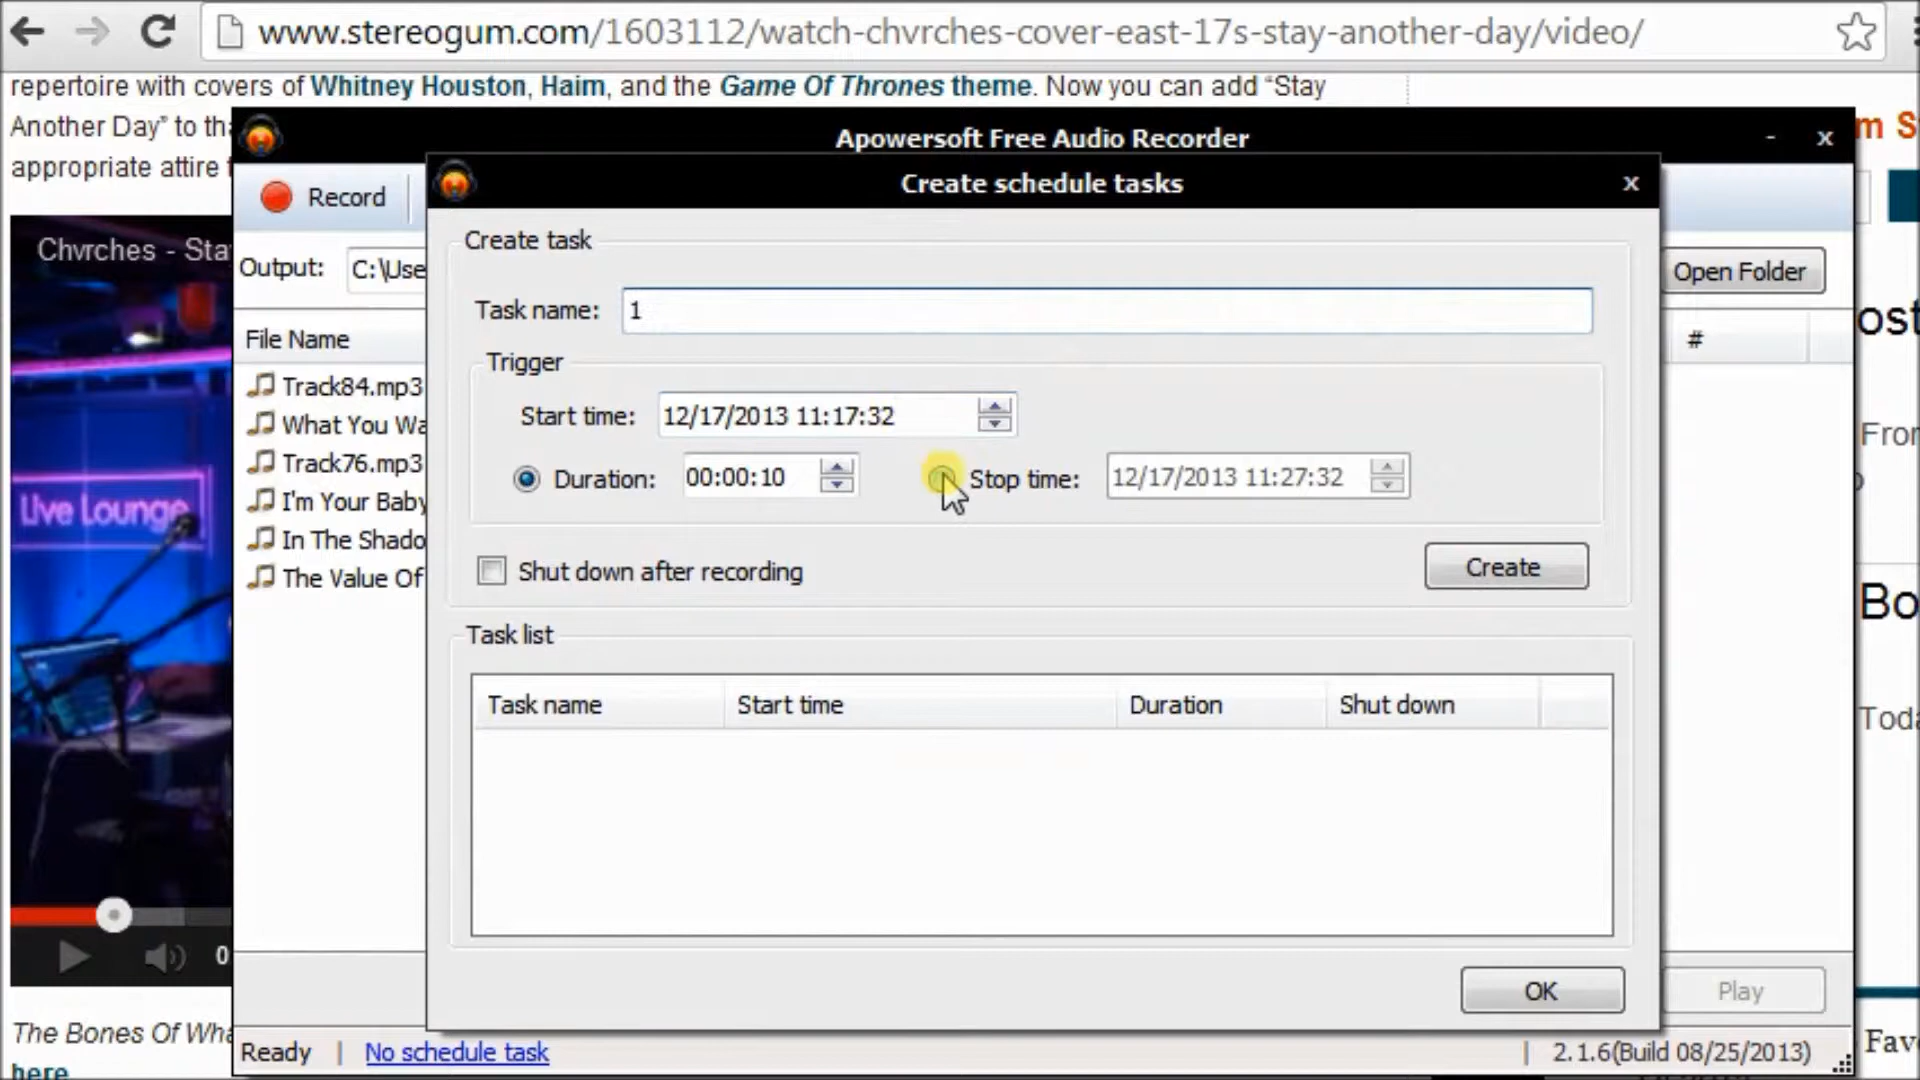 www.stereogum.com/1603112/watch-chvrches-cover-east-17s-stay-another-day/video/
repertoire with covers of Whitney Houston, Haim, and the Game Of Thrones theme. Now you can add “Stay
Another Day” to
appropriate attire
Apowersoft Free Audio Recorder
- x
Create schedule tasks
x
Record
Chvrches -
Output:
Open Folder
Create task
Task name: 1
File Name
#
Trigger
Track84.mp3
Start time: 12/17/2013 11:17:32
What You
Track76.mp3
Duration: 00:00:10
Stop time: 12/17/2013 11:27:32
I'm Your Baby
Live Lounge
In The
Shut down after recording
Create
The Value Of
Task list
Task name Start time Duration Shut down
OK
Play
The Bones Of
here
Ready | No schedule task
| 2.1.6(Build 08/25/2013)